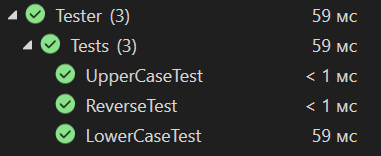 Tester (3) 59 мс
Tests (3) 59 мс
UpperCaseTest < 1 мс
ReverseTest < 1 мс
LowerCaseTest 59 мс